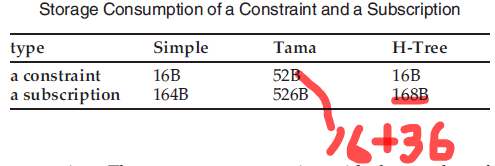 Storage Consumption of a Constraint and a Subscription
type Simple Tama H-Tree
a constraint 16B 52B 16B
a subscription 164B 526B 168B
16+36